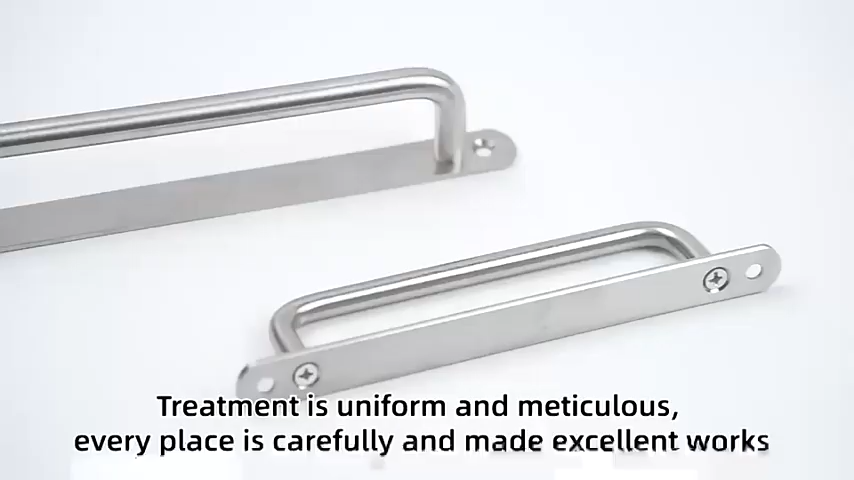 Treatment is uniform and meticulous,
every place is carefully and made excellent works